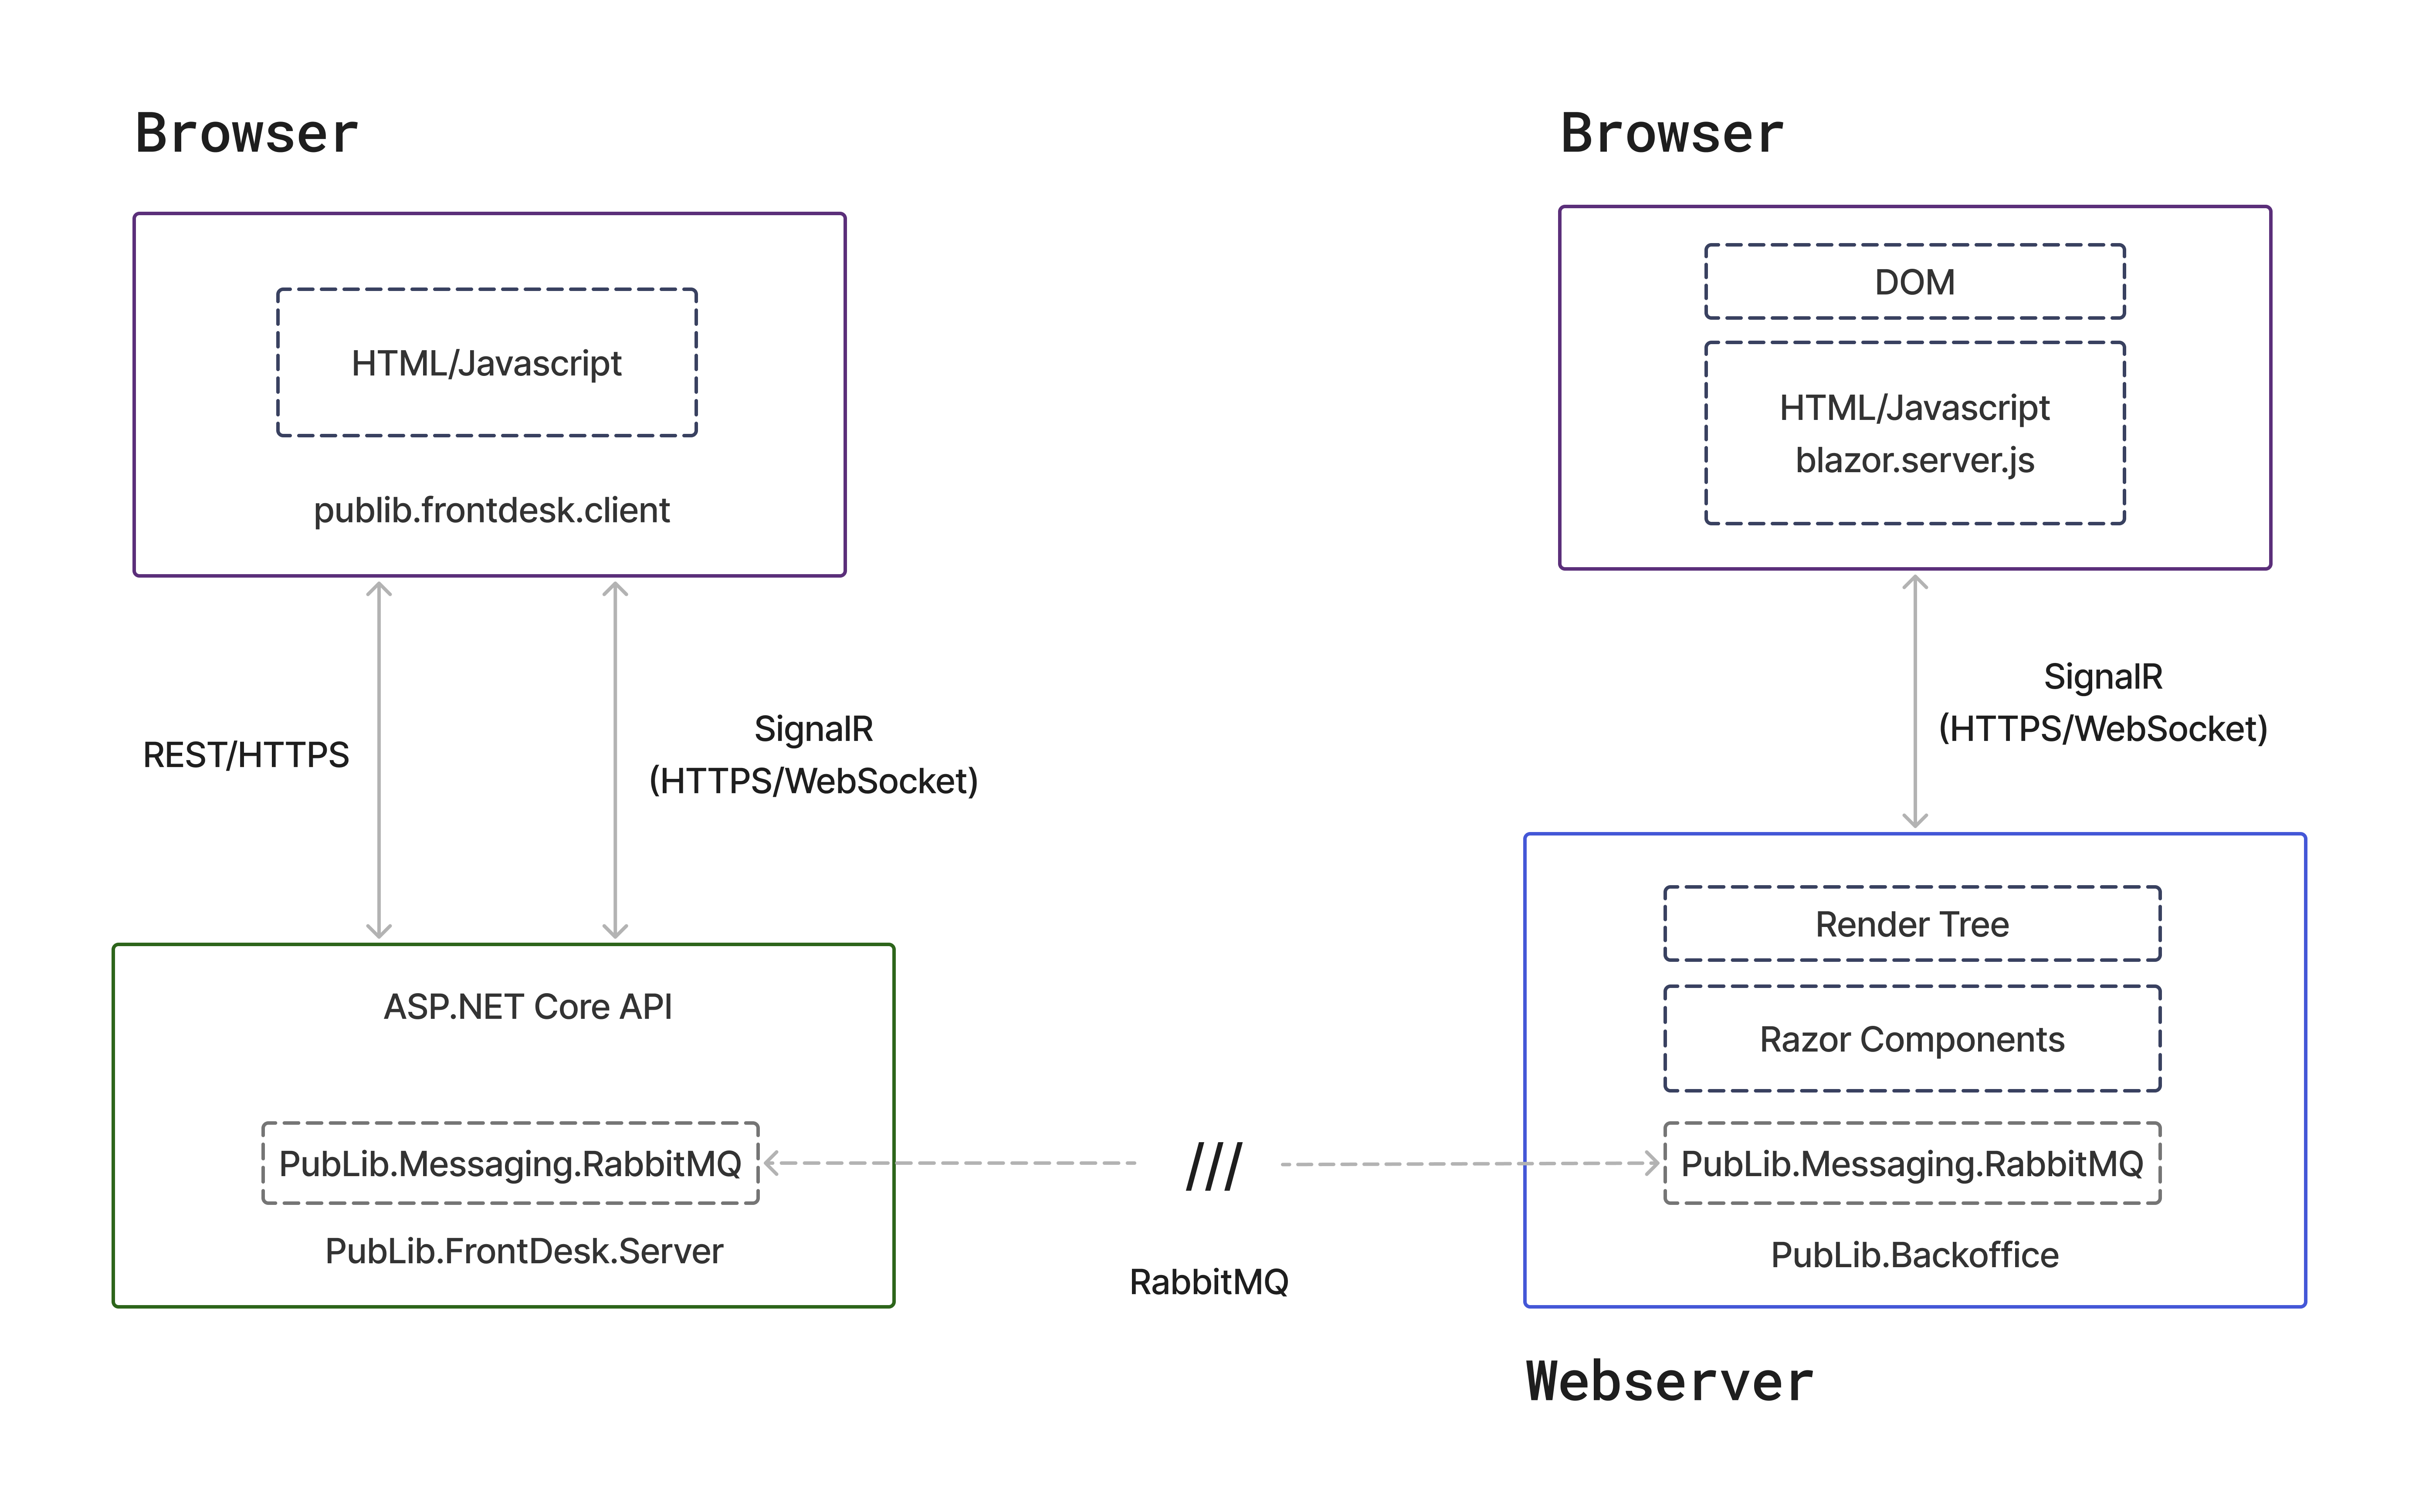 Browser
HTML/Javascript
publib.frontdesk.client
REST/HTTPS
SignalR
(HTTPS/WebSocket)
ASP.NET Core API
PubLib.Messaging.RabbitMQ
PubLib.FrontDesk.Server
///
RabbitMQ
Browser
DOM
HTML/Javascript
blazor.server.js
SignalR
(HTTPS/WebSocket)
Render Tree
Razor Components
PubLib.Messaging.RabbitMQ
PubLib.Backoffice
Webserver